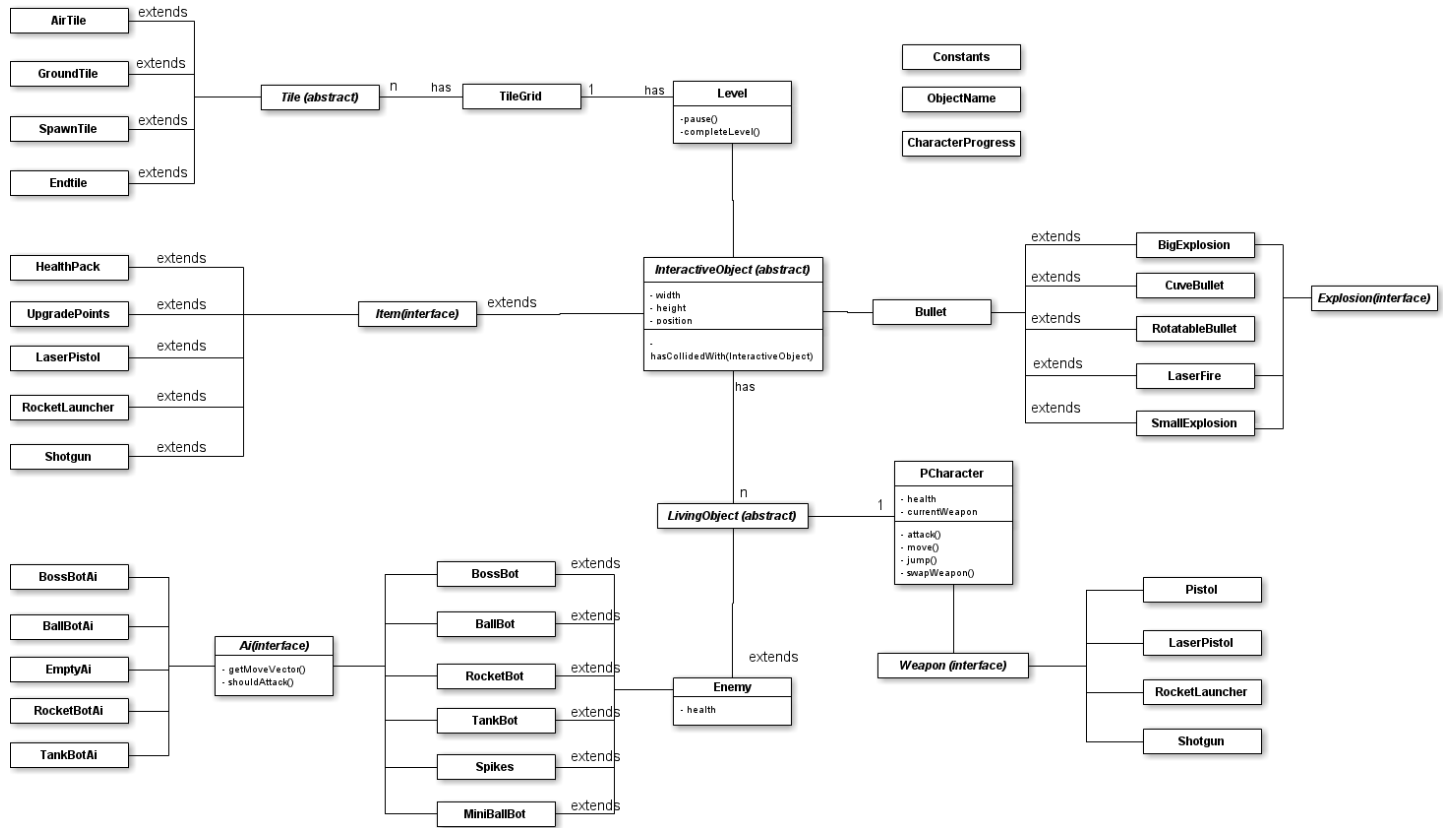 AirTile
extends
GroundTile
extends
SpawnTile
extends
Endtile
extends
Tile (abstract)
n
has
TileGrid
1
has
Level
-pause()
-completeLevel()
Constants
ObjectName
CharacterProgress
HealthPack
extends
UpgradePoints
extends
LaserPistol
extends
RocketLauncher
extends
Shotgun
extends
Item(interface)
extends
InteractiveObject (abstract)
- width
- height
- position
-
hasCollidedWith(InteractiveObject)
has
n
Bullet
extends
BigExplosion
extends
CuveBullet
extends
RotatableBullet
extends
LaserFire
extends
SmallExplosion
Explosion(interface)
LivingObject (abstract)
1
PCharacter
- health
- currentWeapon
- attack()
- move()
- jump()
- swapWeapon()
Weapon (interface)
Pistol
LaserPistol
RocketLauncher
Shotgun
BossBotAi
BallBotAi
EmptyAi
RocketBotAi
TankBotAi
Ai(interface)
- getMoveVector()
- shouldAttack()
BossBot
extends
BallBot
extends
RocketBot
extends
TankBot
extends
Spikes
extends
MiniBallBot
extends
extends
Enemy
- health